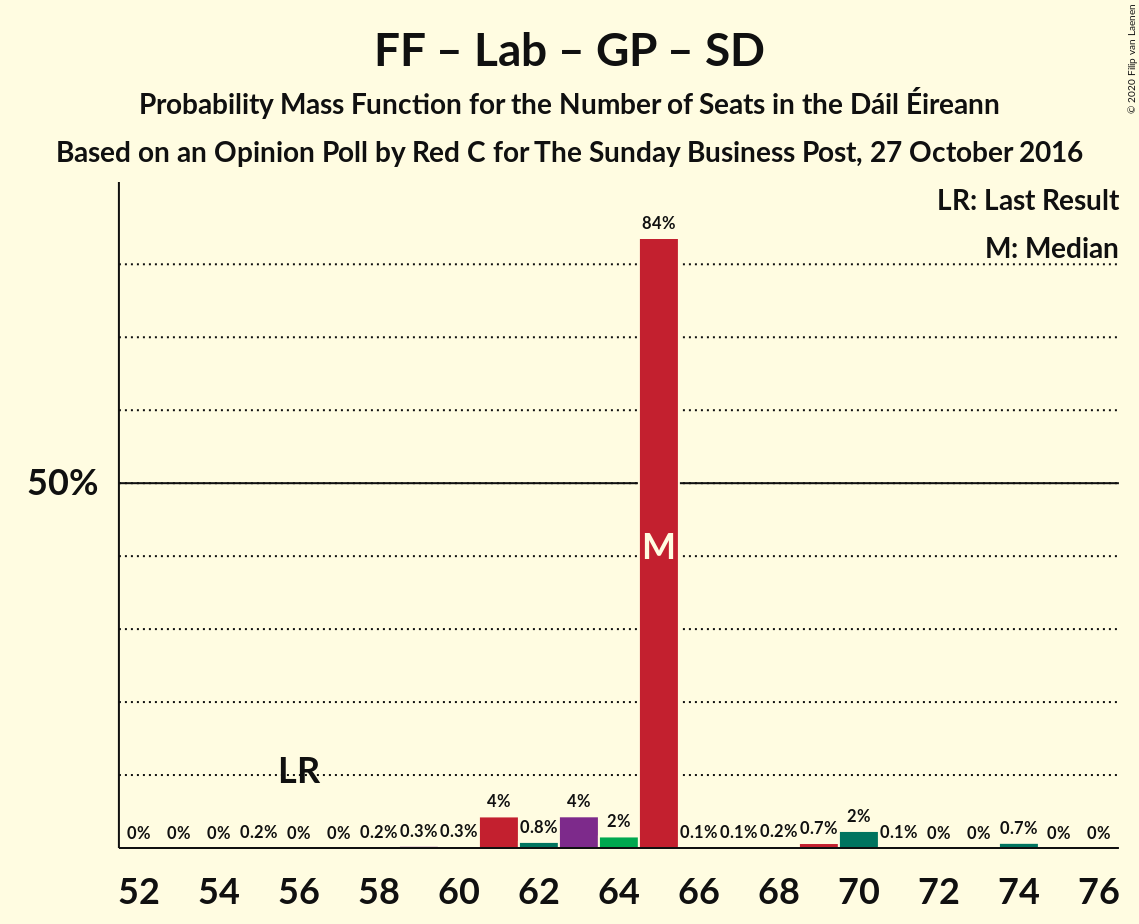 FF – Lab – GP – SD
Probability Mass Function for the Number of Seats in the Dáil Éireann
Based on an Opinion Poll by Red C for The Sunday Business Post, 27 October 2016
© 2020 Filip van Laenen
LR: Last Result
M: Median
84%
50%
M
LR
0% 0% 0% 0.2% 0% 0% 0.2% 0.3% 0.3% 4% 0.8% 4% 2% 0.1% 0.1% 0.2% 0.7% 2% 0.1% 0% 0% 0.7% 0% 0%
52 54 56 58 60 62 64 66 68 70 72 74 76